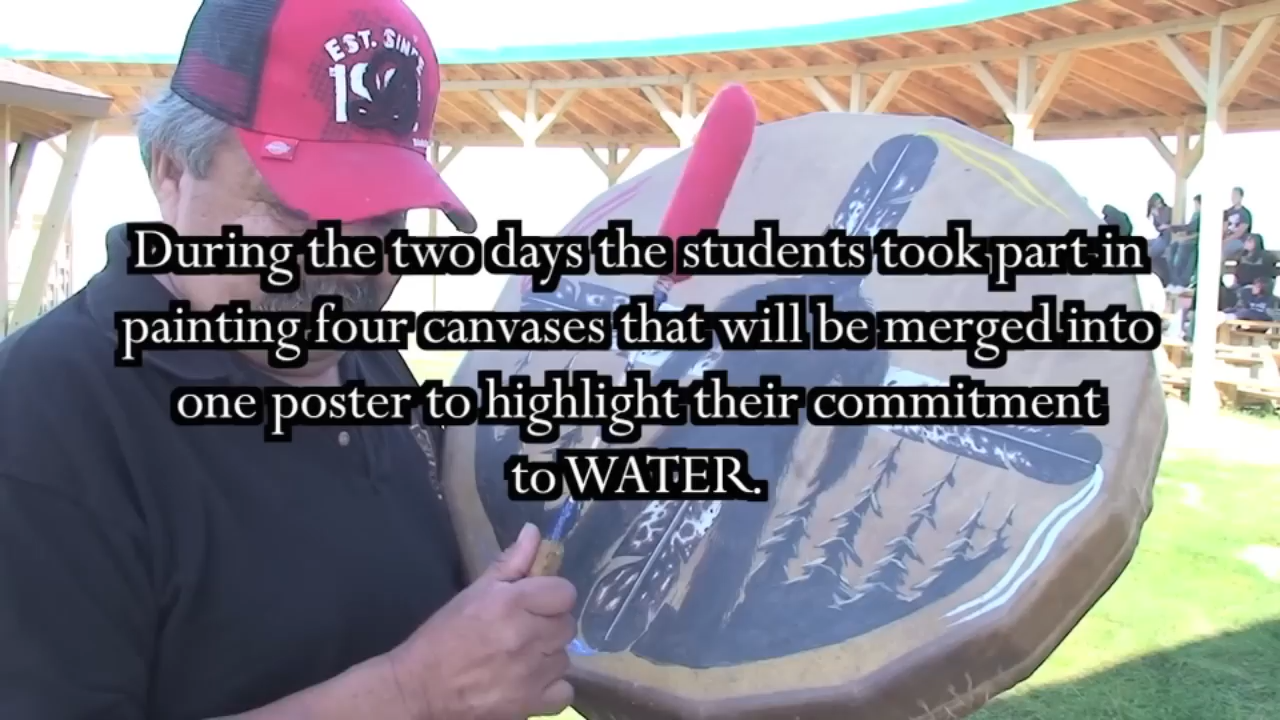 EST. SINCE
During the two days the students took part in
painting four canvases that will be merged into
one poster to highlight their commitment
to WATER.